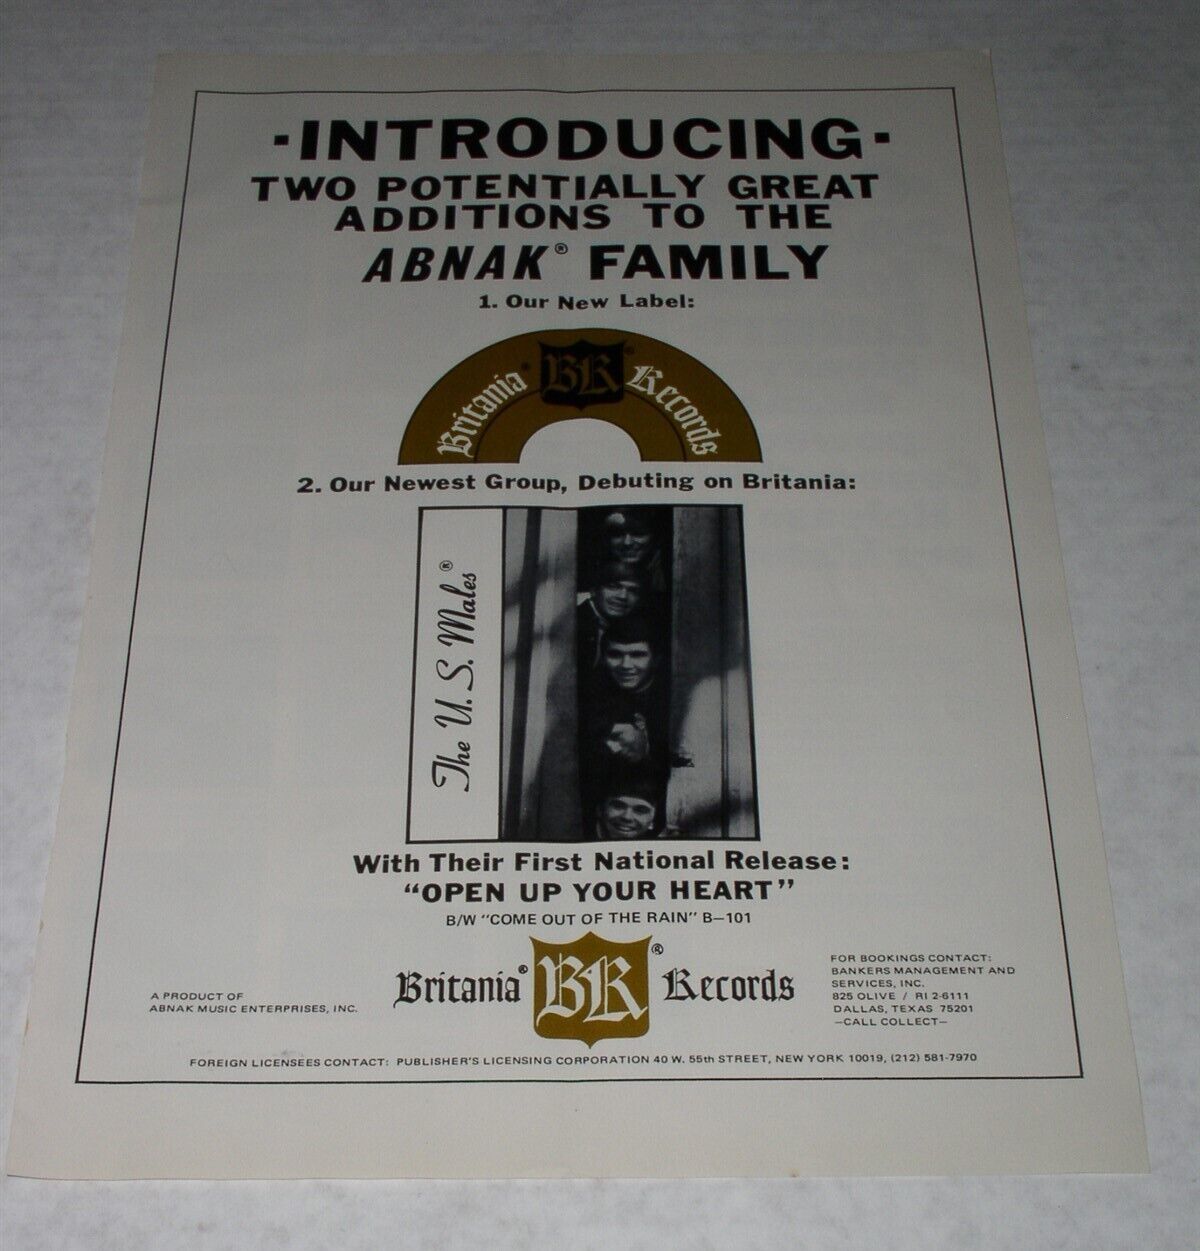 -INTRODUCING-
TWO POTENTIALLY GREAT
ADDITIONS TO THE
ABNAK® FAMILY
1. Our New Label:
Britania® BR® Records
2. Our Newest Group, Debuting on Britania:
The U.S. Males®
With Their First National Release:
"OPEN UP YOUR HEART"
B/W "COME OUT OF THE RAIN" B—101
Britania® BR® Records
A PRODUCT OF
ABNAK MUSIC ENTERPRISES, INC.
FOR BOOKINGS CONTACT:
BANKERS MANAGEMENT AND
SERVICES, INC.
825 OLIVE / RI 2-6111
DALLAS, TEXAS 75201
—CALL COLLECT—
FOREIGN LICENSEES CONTACT: PUBLISHER'S LICENSING CORPORATION 40 W. 55th STREET, NEW YORK 10019, (212) 581-7970